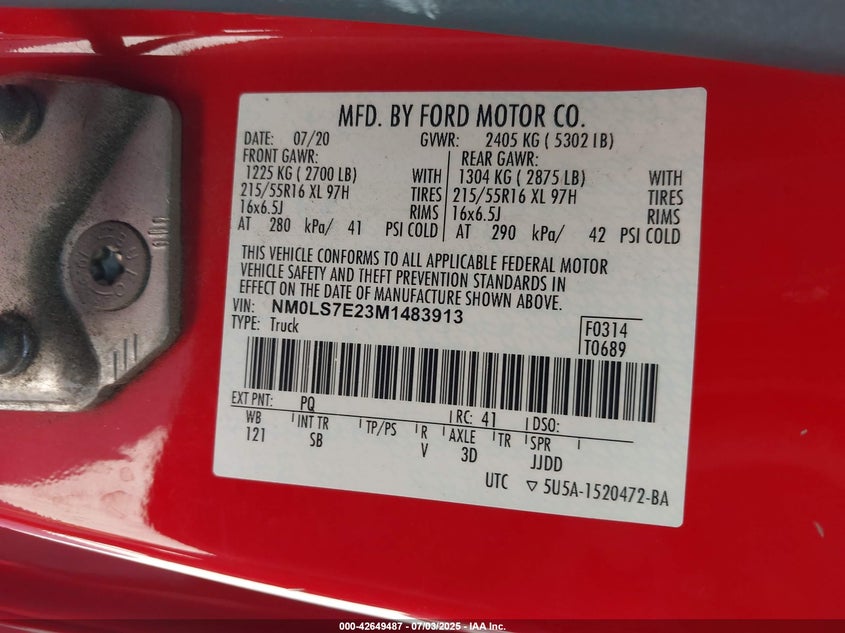 MFD. BY FORD MOTOR CO.
DATE: 07/20 GVWR: 2405 KG ( 5302 lB)
FRONT GAWR: REAR GAWR:
1225 KG ( 2700 LB) WITH 1304 KG ( 2875 LB) WITH
215/55R16 XL 97H TIRES 215/55R16 XL 97H TIRES
16x6.5J RIMS 16x6.5J RIMS
AT 280 kPa/ 41 PSI COLD AT 290 kPa/ 42 PSI COLD
THIS VEHICLE CONFORMS TO ALL APPLICABLE FEDERAL MOTOR
VEHICLE SAFETY AND THEFT PREVENTION STANDARDS IN
EFFECT ON THE DATE OF MANUFACTURE SHOWN ABOVE.
VIN: NM0LS7E23M1483913
TYPE: Truck
F0314
T0689
EXT PNT: PQ RC: 41 DSO:
WB INT TR TP/PS R AXLE TR SPR
121 SB V 3D JJDD
UTC ▽ 5U5A-1520472-BA
000-42649487 - 07/03/2025 - IAA Inc.